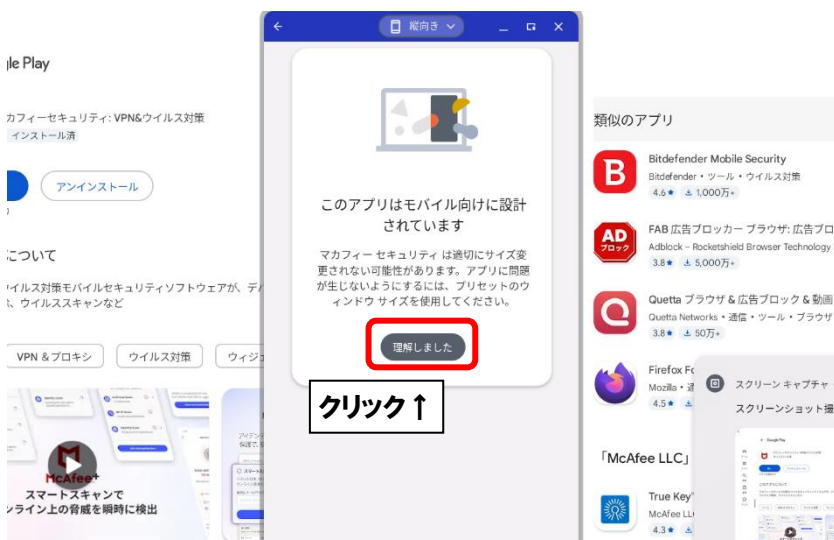 le Play
カフィーセキュリティ: VPN&ウイルス対策
インストール済
アンインストール
について
イルス対策モバイルセキュリティソフトウェアが、デバ
、ウイルススキャンなど
VPN & プロキシ
ウイルス対策
ウィジェ
McAfee+
スマートスキャンで
ンライン上の脅威を瞬時に検出
縦向き
このアプリはモバイル向けに設計
されています
マカフィー セキュリティ は適切にサイズ変
更されない可能性があります。アプリに問題
が生じないようにするには、プリセットのウ
ィンドウ サイズを使用してください。
理解しました
クリック↑
類似のアプリ
Bitdefender Mobile Security
Bitdefender • ツール • ウイルス対策
4.6★ 1,000万+
AD
ブロック
FAB 広告ブロッカー ブラウザ: 広告ブロ
Adblock – Rocketshield Browser Technology
3.8★ 5,000万+
Quetta ブラウザ & 広告ブロック & 動画
Quetta Networks • 通信 • ツール • ブラウザ
3.8★ 50万+
Firefox Fo
Mozilla • 通
4.5★
スクリーン キャプチャ
スクリーンショット撮
「McAfee LLC」
True Key
McAfee LL
4.3★